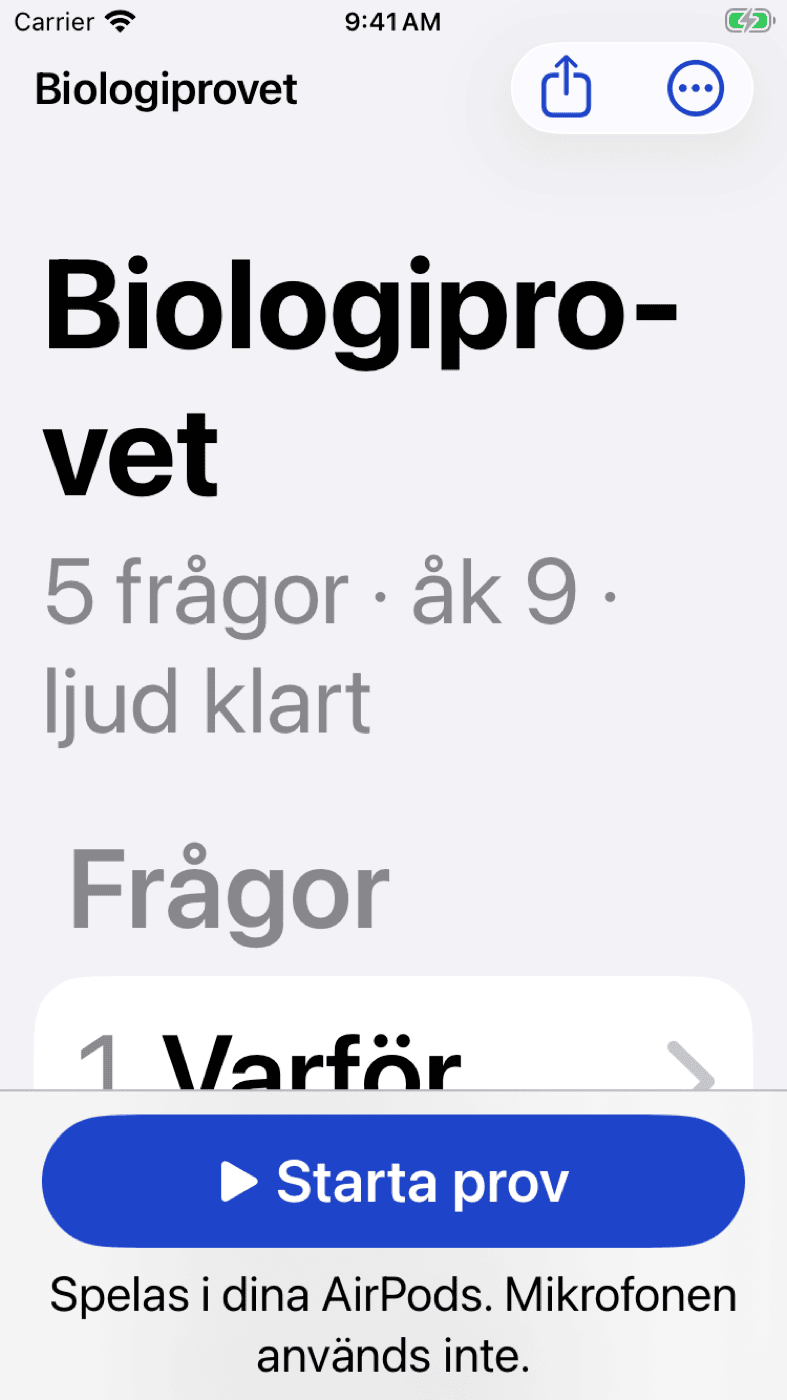 Carrier 9:41 AM
Biologiprovet
Biologipro-
vet
5 frågor · åk 9 ·
ljud klart
Frågor
1 Varför
Starta prov
Spelas i dina AirPods. Mikrofonen
används inte.